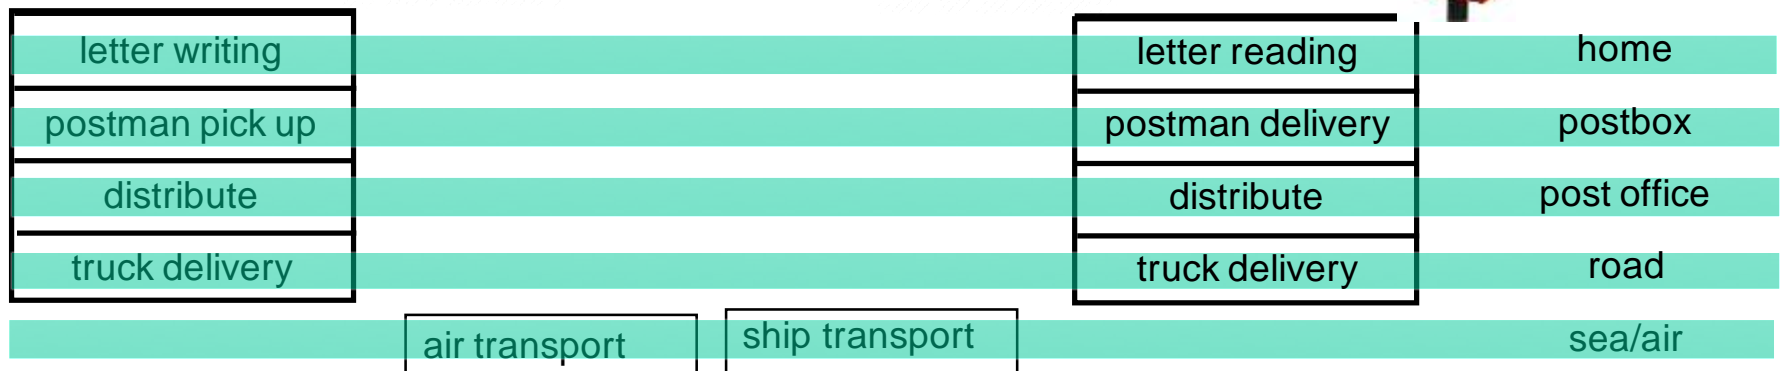 letter writing letter reading home
postman pick up postman delivery postbox
distribute distribute post office
truck delivery truck delivery road
air transport ship transport sea/air